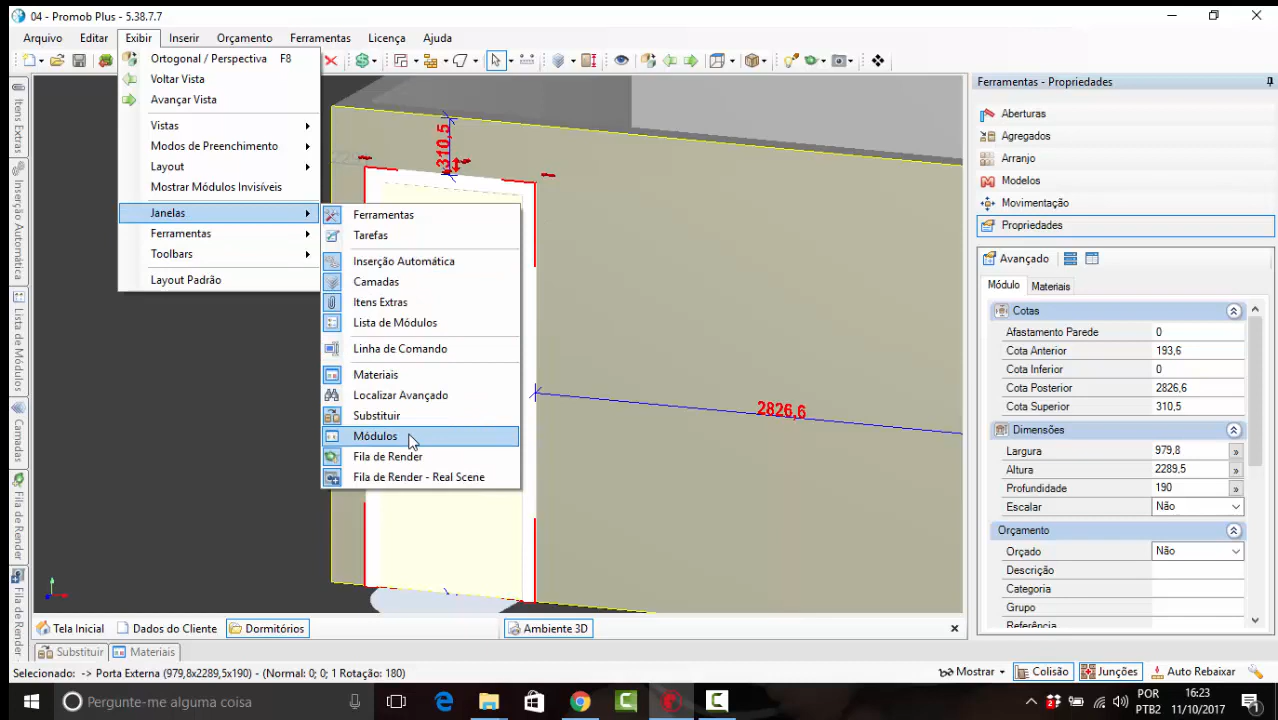 04 - Promob Plus - 5.38.7.7
Arquivo Editar Exibir Inserir Orçamento Ferramentas Licença Ajuda
Ortogonal / Perspectiva F8
Voltar Vista
Avançar Vista
Vistas
Modos de Preenchimento
Layout
Mostrar Módulos Invisíveis
Janelas
Ferramentas
Toolbars
Layout Padrão
Ferramentas
Tarefas
Inserção Automática
Camadas
Itens Extras
Lista de Módulos
Linha de Comando
Materiais
Localizar Avançado
Substituir
Módulos
Fila de Render
Fila de Render - Real Scene
Itens Extras
Inserção Automática
Lista de Módulos
Camadas
Fila de Render
Fila de Render -
310,5
2826,6
Ferramentas - Propriedades
Aberturas
Agregados
Arranjo
Modelos
Movimentação
Propriedades
Avançado
Módulo Materiais
Cotas
Afastamento Parede 0
Cota Anterior 193,6
Cota Inferior 0
Cota Posterior 2826,6
Cota Superior 310,5
Dimensões
Largura 979,8 »
Altura 2289,5 »
Profundidade 190 »
Escalar Não
Orçamento
Orçado Não
Descrição
Categoria
Grupo
Referência
Tela Inicial Dados do Cliente Dormitórios Ambiente 3D
Substituir Materiais
Selecionado: -> Porta Externa (979,8x2289,5x190) - (Normal: 0; 0; 1 Rotação: 180)
Mostrar Colisão Junções Auto Rebaixar
Pergunte-me alguma coisa
POR
PTB2
16:23
11/10/2017